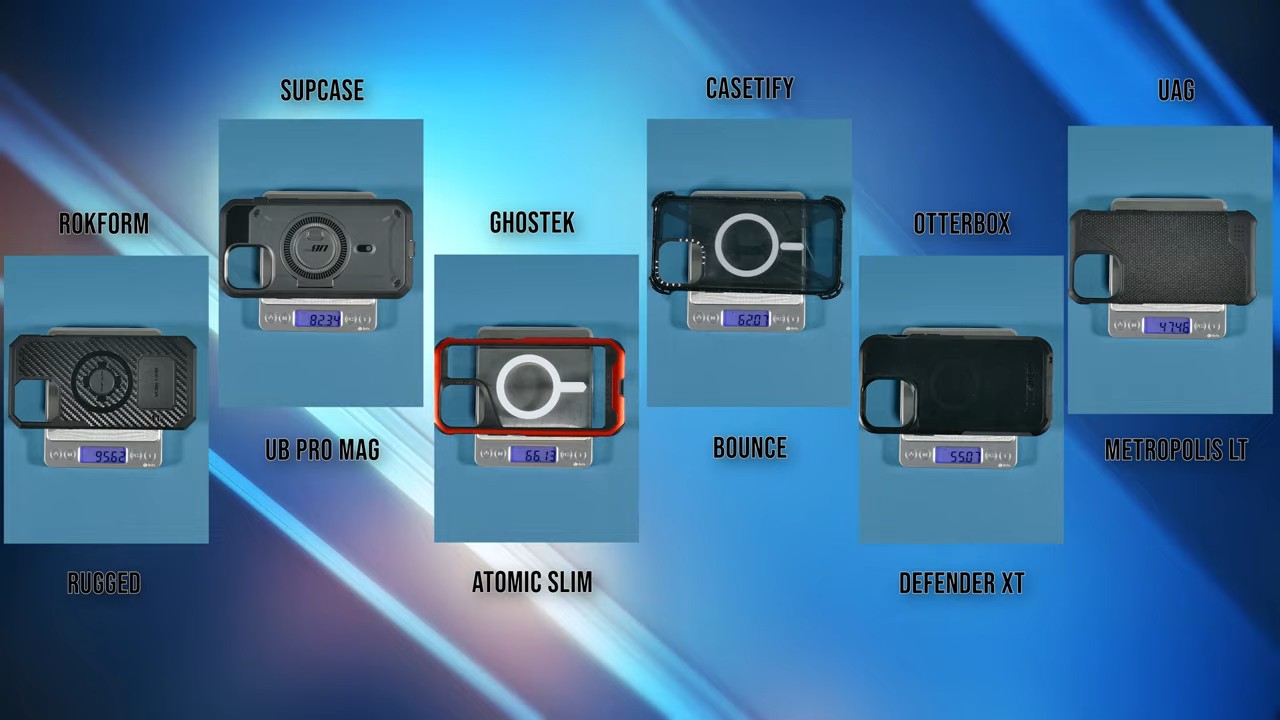 SUPCASE
CASETIFY
UAG
ROKFORM
GHOSTEK
OTTERBOX
82.34
62.07
47.46
95.62
66.13
55.07
UB PRO MAG
BOUNCE
METROPOLIS LT
RUGGED
ATOMIC SLIM
DEFENDER XT